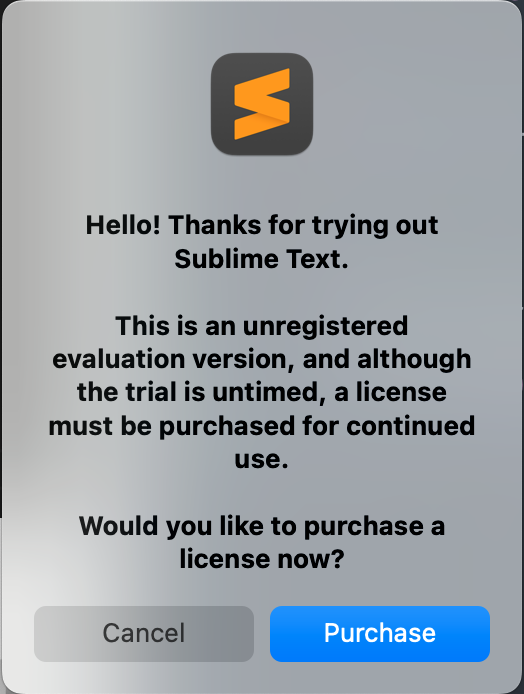 Hello! Thanks for trying out
Sublime Text.
This is an unregistered
evaluation version, and although
the trial is untimed, a license
must be purchased for continued
use.
Would you like to purchase a
license now?
Cancel
Purchase